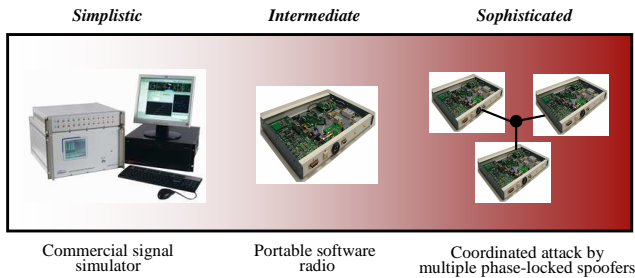 Simplistic
Intermediate
Sophisticated
Commercial signal
simulator
Portable software
radio
Coordinated attack by
multiple phase-locked spoofers